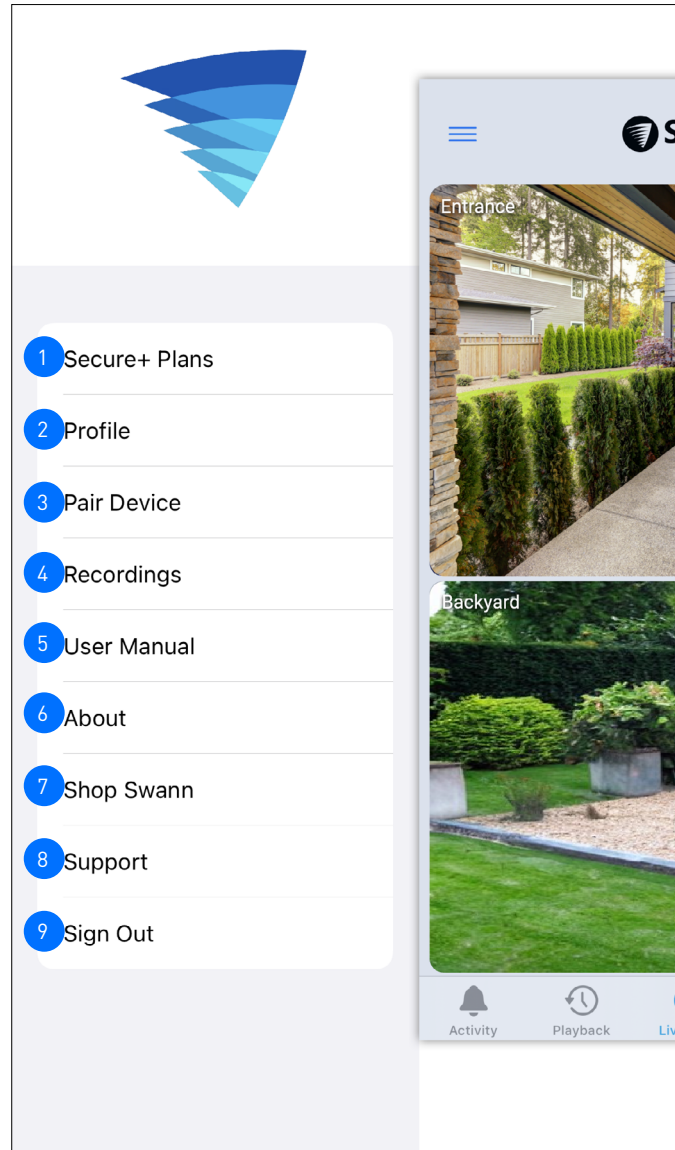 1 Secure+ Plans
2 Profile
3 Pair Device
4 Recordings
5 User Manual
6 About
7 Shop Swann
8 Support
9 Sign Out
S
Entrance
Backyard
Activity
Playback
Liv